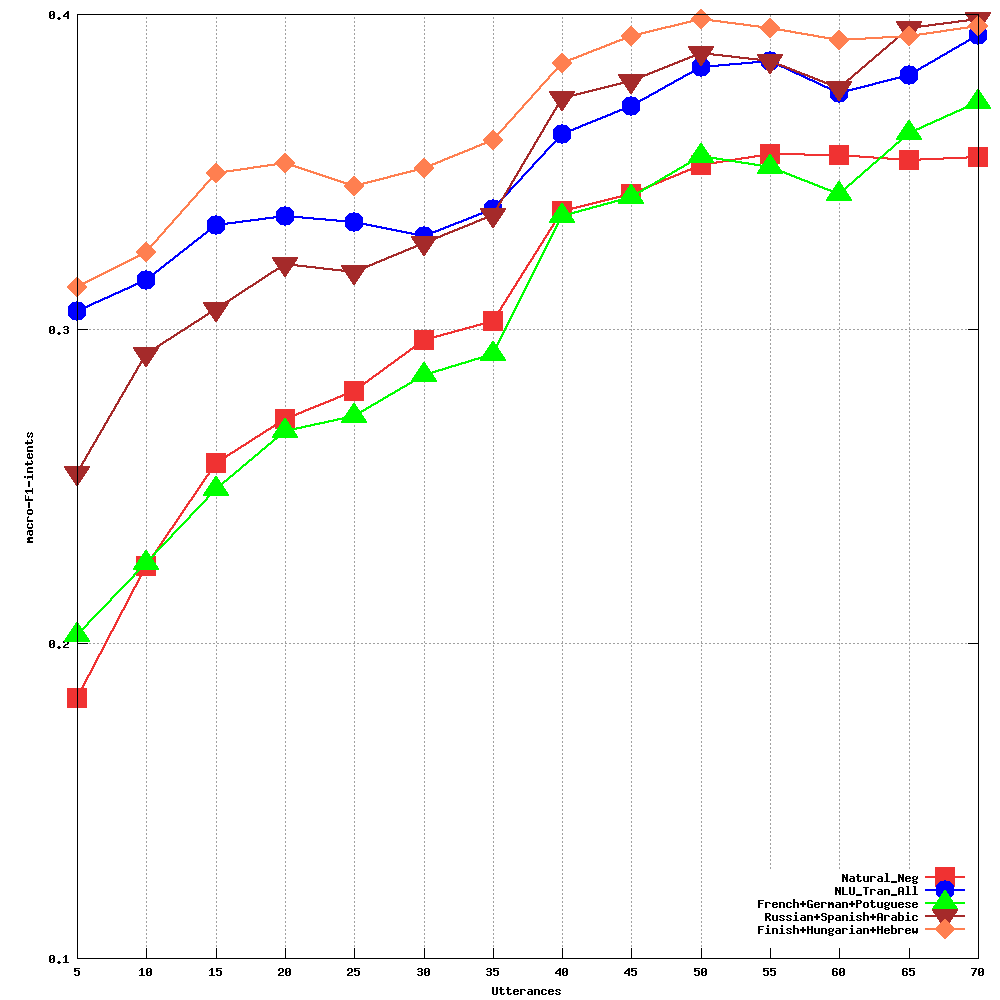 0.4
0.3
0.2
0.1
macro-F1-intents
5 10 15 20 25 30 35 40 45 50 55 60 65 70
Utterances
Natural_Neg
NLU_Tran_All
French+German+Potuguese
Russian+Spanish+Arabic
Finish+Hungarian+Hebrew